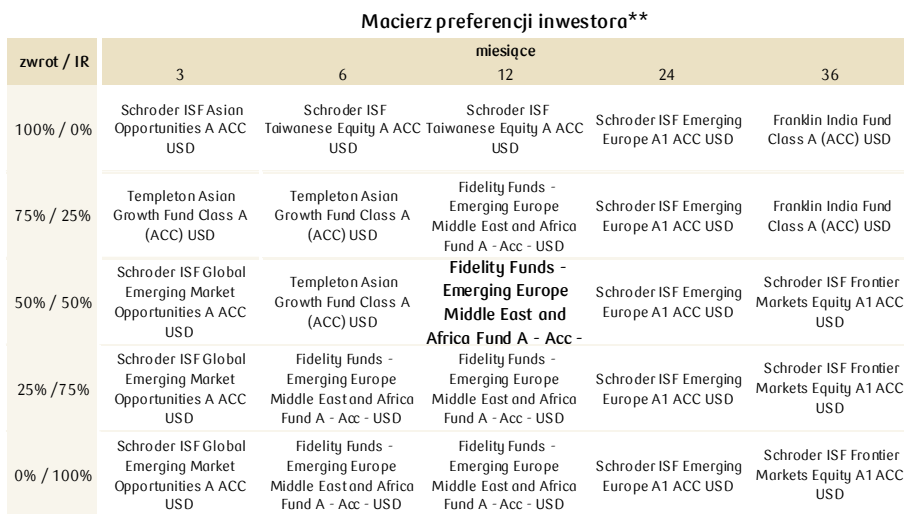 Macierz preferencji inwestora**
zwrot / IR
miesiące
3 6 12 24 36
100% / 0%
Schroder ISF Asian
Opportunities A ACC
USD
Schroder ISF
Taiwanese Equity A ACC
USD
Schroder ISF
Taiwanese Equity A ACC
USD
Schroder ISF Emerging
Europe A1 ACC USD
Franklin India Fund
Class A (ACC) USD
75% / 25%
Templeton Asian
Growth Fund Class A
(ACC) USD
Templeton Asian
Growth Fund Class A
(ACC) USD
Fidelity Funds -
Emerging Europe
Middle East and Africa
Fund A - Acc - USD
Schroder ISF Emerging
Europe A1 ACC USD
Franklin India Fund
Class A (ACC) USD
50% / 50%
Schroder ISF Global
Emerging Market
Opportunities A ACC
USD
Templeton Asian
Growth Fund Class A
(ACC) USD
Fidelity Funds -
Emerging Europe
Middle East and
Africa Fund A - Acc -
Schroder ISF Emerging
Europe A1 ACC USD
Schroder ISF Frontier
Markets Equity A1 ACC
USD
25% /75%
Schroder ISF Global
Emerging Market
Opportunities A ACC
USD
Fidelity Funds -
Emerging Europe
Middle East and Africa
Fund A - Acc - USD
Fidelity Funds -
Emerging Europe
Middle East and Africa
Fund A - Acc - USD
Schroder ISF Emerging
Europe A1 ACC USD
Schroder ISF Frontier
Markets Equity A1 ACC
USD
0% / 100%
Schroder ISF Global
Emerging Market
Opportunities A ACC
USD
Fidelity Funds -
Emerging Europe
Middle East and Africa
Fund A - Acc - USD
Fidelity Funds -
Emerging Europe
Middle East and Africa
Fund A - Acc - USD
Schroder ISF Emerging
Europe A1 ACC USD
Schroder ISF Frontier
Markets Equity A1 ACC
USD